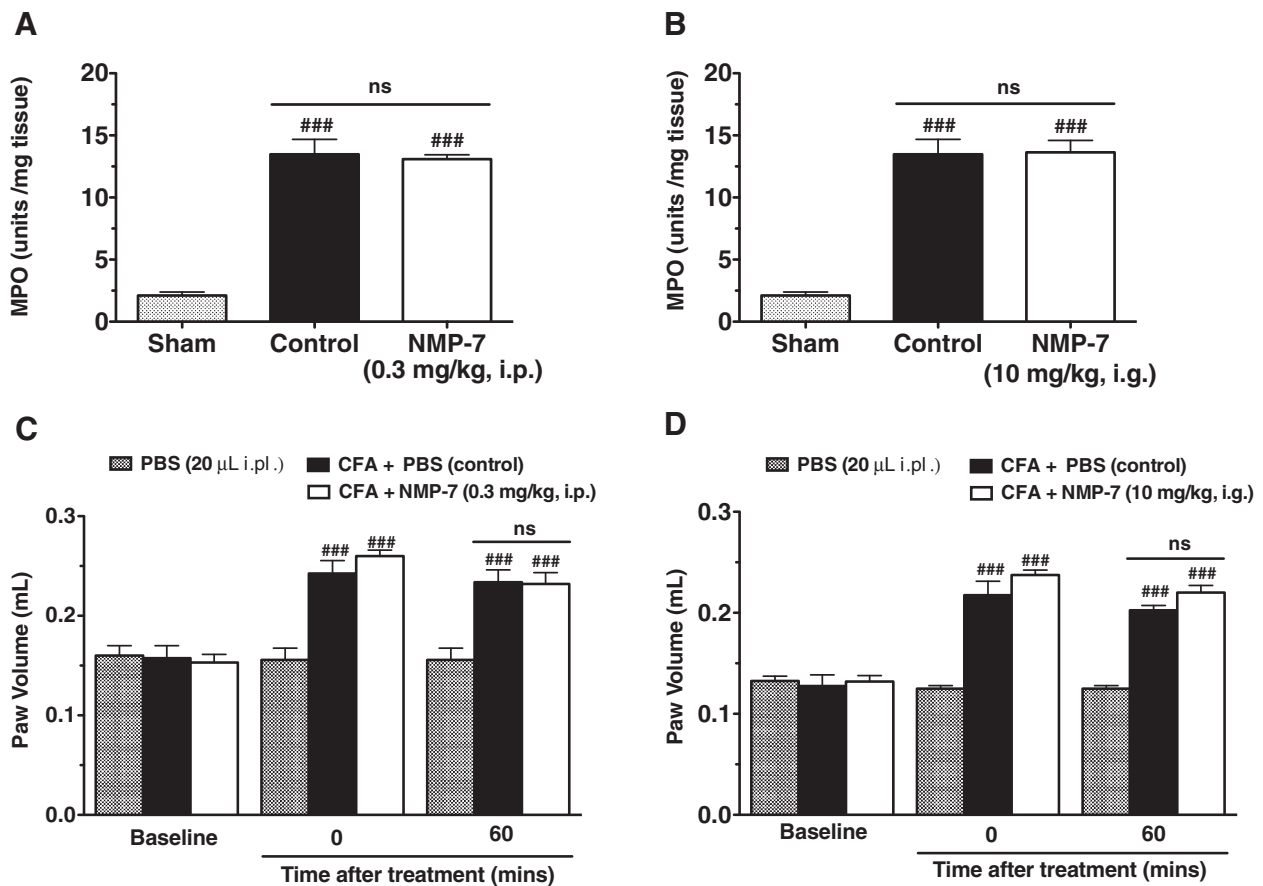 A
MPO (units /mg tissue)
20
15
10
5
0
ns
###
###
Sham
Control
NMP-7
(0.3 mg/kg, i.p.)
B
MPO (units /mg tissue)
20
15
10
5
0
ns
###
###
Sham
Control
NMP-7
(10 mg/kg, i.g.)
C
PBS (20 μL i.pl.)
CFA + PBS (control)
CFA + NMP-7 (0.3 mg/kg, i.p.)
Paw Volume (mL)
0.3
0.2
0.1
0.0
###
###
ns
###
###
Baseline
0
60
Time after treatment (mins)
D
PBS (20 μL i.pl.)
CFA + PBS (control)
CFA + NMP-7 (10 mg/kg, i.g.)
Paw Volume (mL)
0.3
0.2
0.1
0.0
###
###
ns
###
###
Baseline
0
60
Time after treatment (mins)